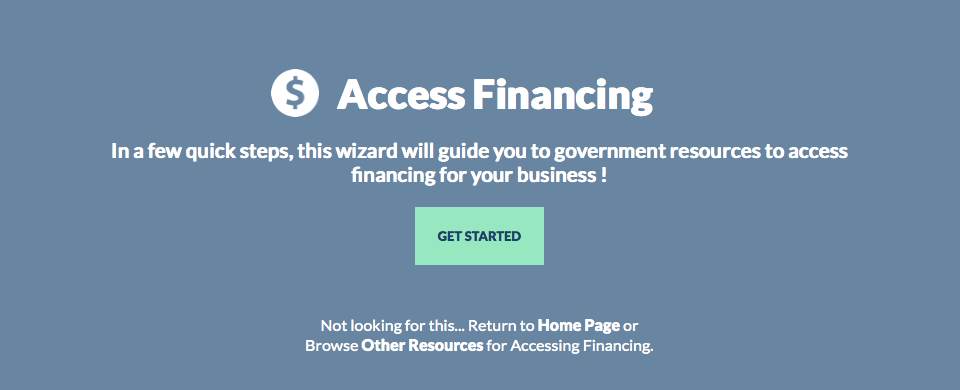 $ Access Financing
In a few quick steps, this wizard will guide you to government resources to access
financing for your business !
GET STARTED
Not looking for this... Return to Home Page or
Browse Other Resources for Accessing Financing.